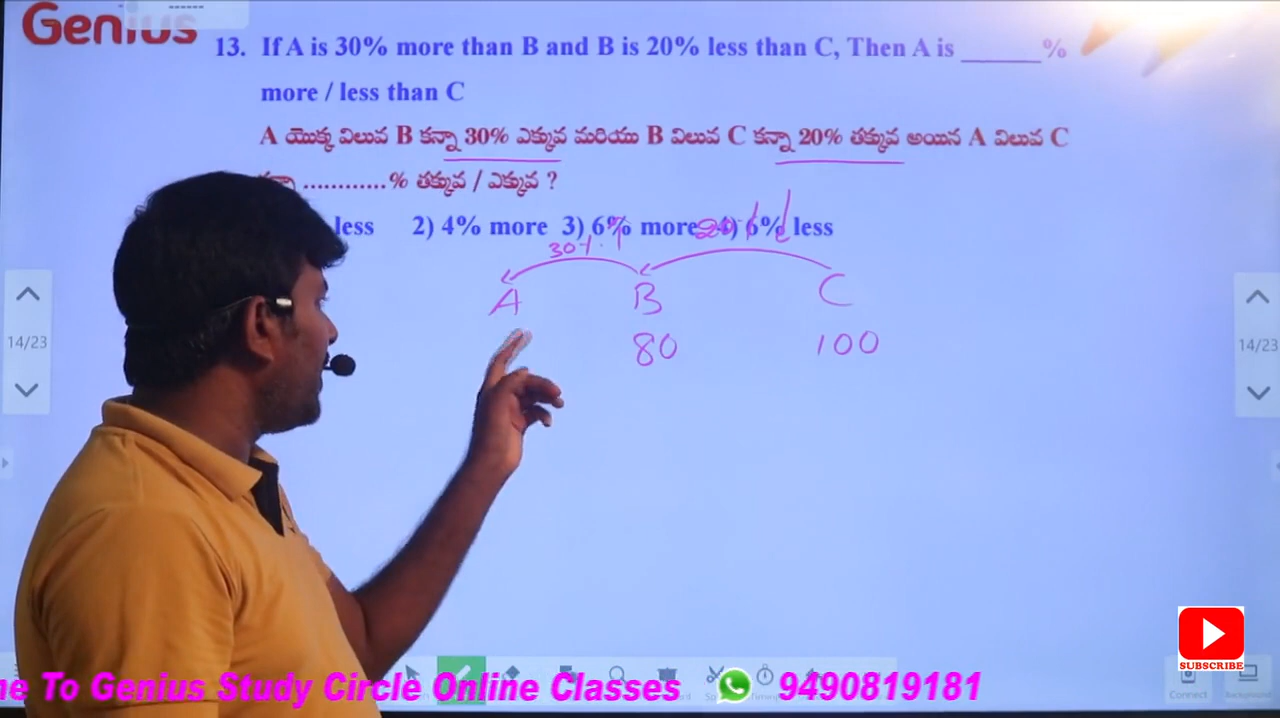 Genius
13. If A is 30% more than B and B is 20% less than C, Then A is ______%
more / less than C
A యొక్క విలువ B కన్నా 30% ఎక్కువ మరియు B విలువ C కన్నా 20% తక్కువ అయిన A విలువ C
............% తక్కువ / ఎక్కువ ?
less 2) 4% more 3) 6% more 4) 6% less
30%
A B C
80 100
14/23
14/23
SUBSCRIBE
Connect
To Genius Study Circle Online Classes 9490819181